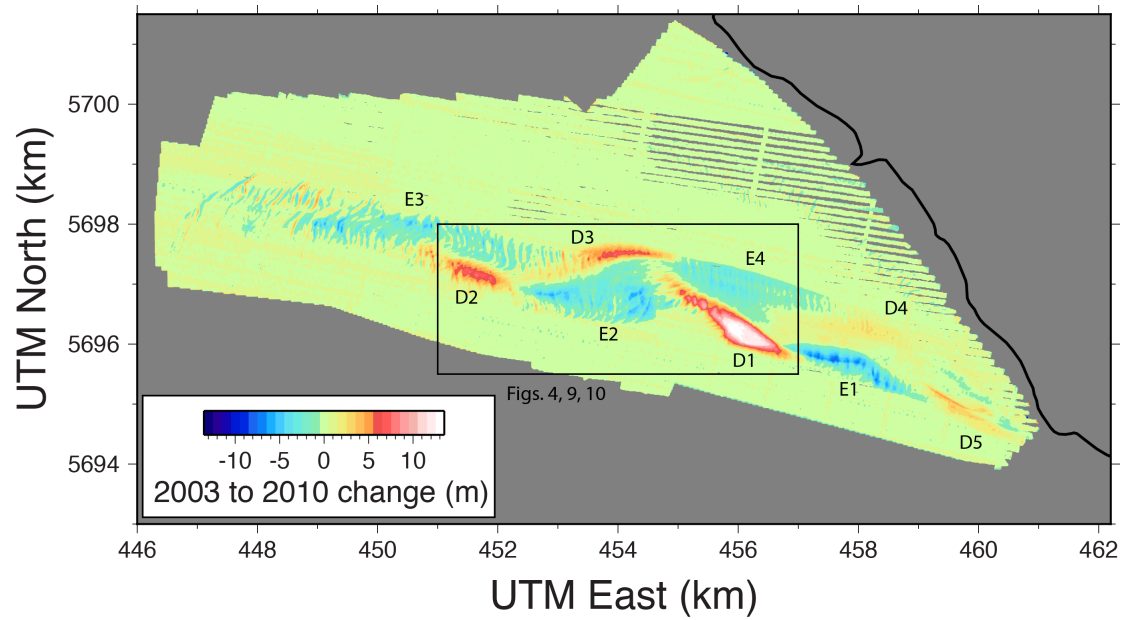 5700
5698
5696
5694
UTM North (km)
E3
D3
E4
D2
D4
E2
D1
E1
D5
Figs. 4, 9, 10
-10 -5 0 5 10
2003 to 2010 change (m)
446 448 450 452 454 456 458 460 462
UTM East (km)